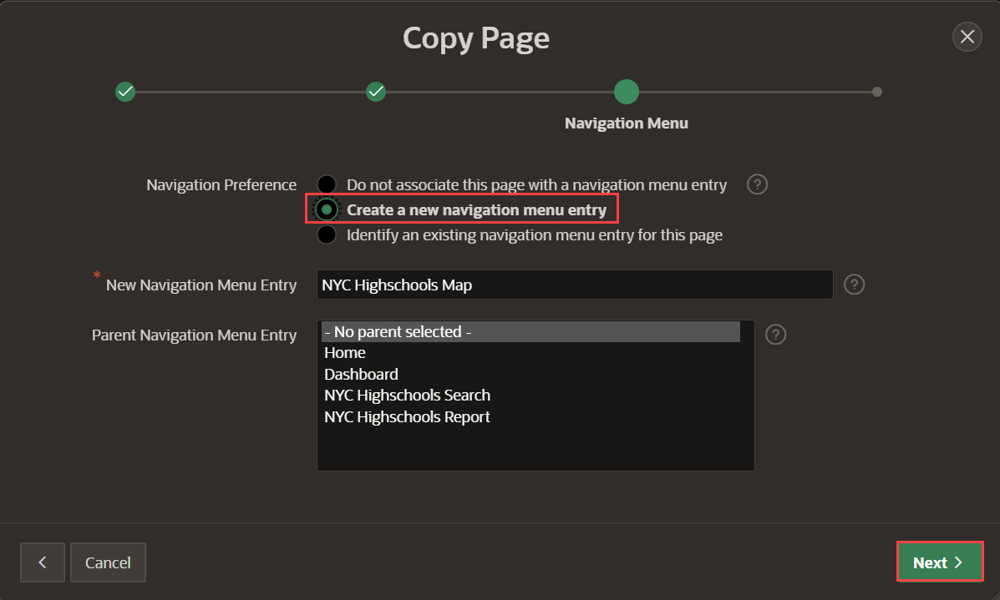 Copy Page
Navigation Menu
Navigation Preference
Do not associate this page with a navigation menu entry ?
Create a new navigation menu entry
Identify an existing navigation menu entry for this page
* New Navigation Menu Entry NYC Highschools Map ?
Parent Navigation Menu Entry - No parent selected - ?
Home
Dashboard
NYC Highschools Search
NYC Highschools Report
Cancel Next